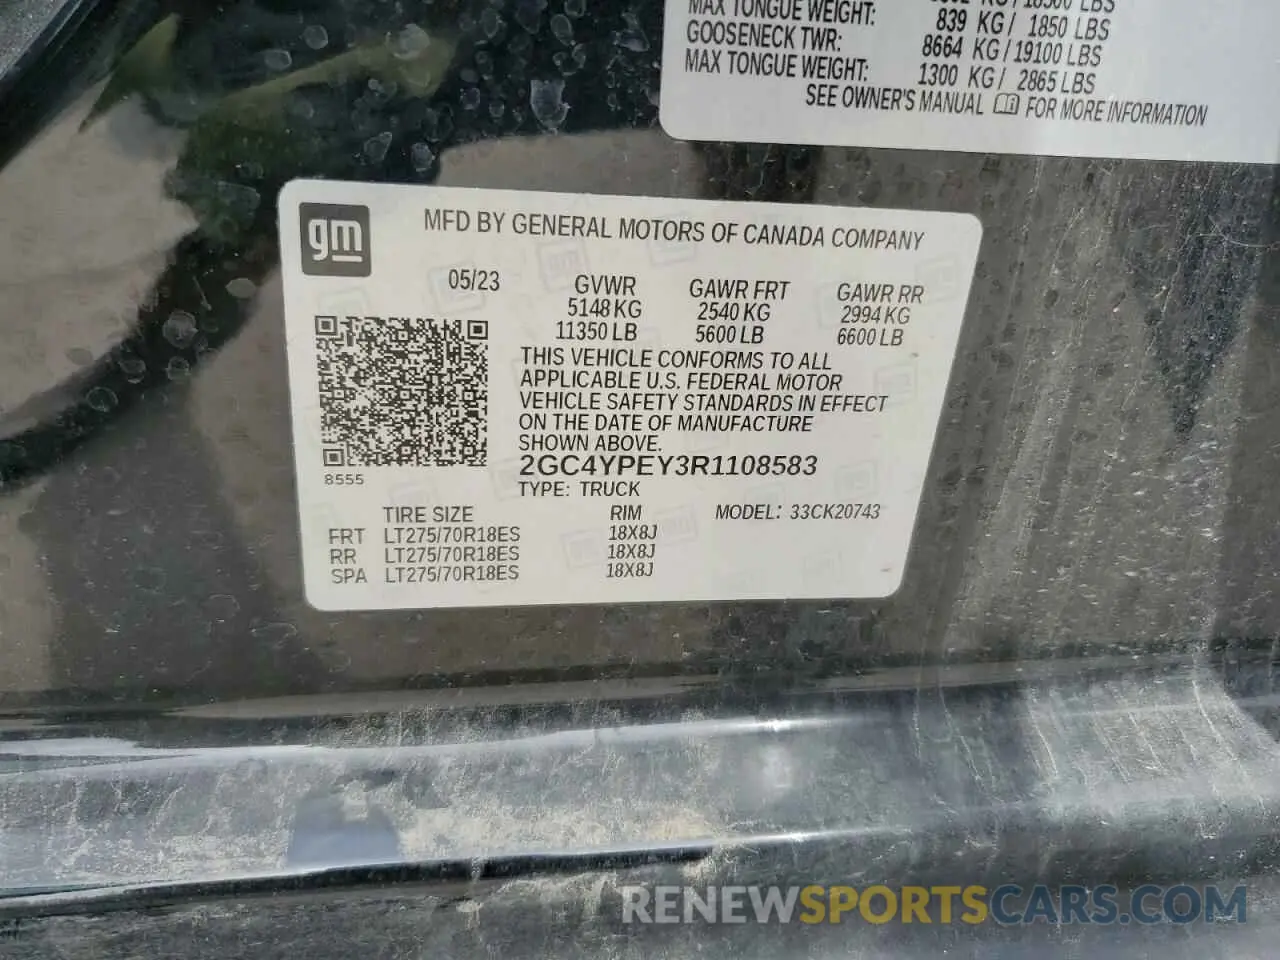 KG / 18500 LBS
MAX TONGUE WEIGHT: 839 KG / 1850 LBS
GOOSENECK TWR: 8664 KG / 19100 LBS
MAX TONGUE WEIGHT: 1300 KG / 2865 LBS
SEE OWNER'S MANUAL FOR MORE INFORMATION
gm
MFD BY GENERAL MOTORS OF CANADA COMPANY
05/23 GVWR GAWR FRT GAWR RR
5148 KG 2540 KG 2994 KG
11350 LB 5600 LB 6600 LB
THIS VEHICLE CONFORMS TO ALL
APPLICABLE U.S. FEDERAL MOTOR
VEHICLE SAFETY STANDARDS IN EFFECT
ON THE DATE OF MANUFACTURE
SHOWN ABOVE.
2GC4YPEY3R1108583
8555
TYPE: TRUCK
TIRE SIZE RIM MODEL: 33CK20743
FRT LT275/70R18ES 18X8J
RR LT275/70R18ES 18X8J
SPA LT275/70R18ES 18X8J
RENEWSPORTSCARS.COM